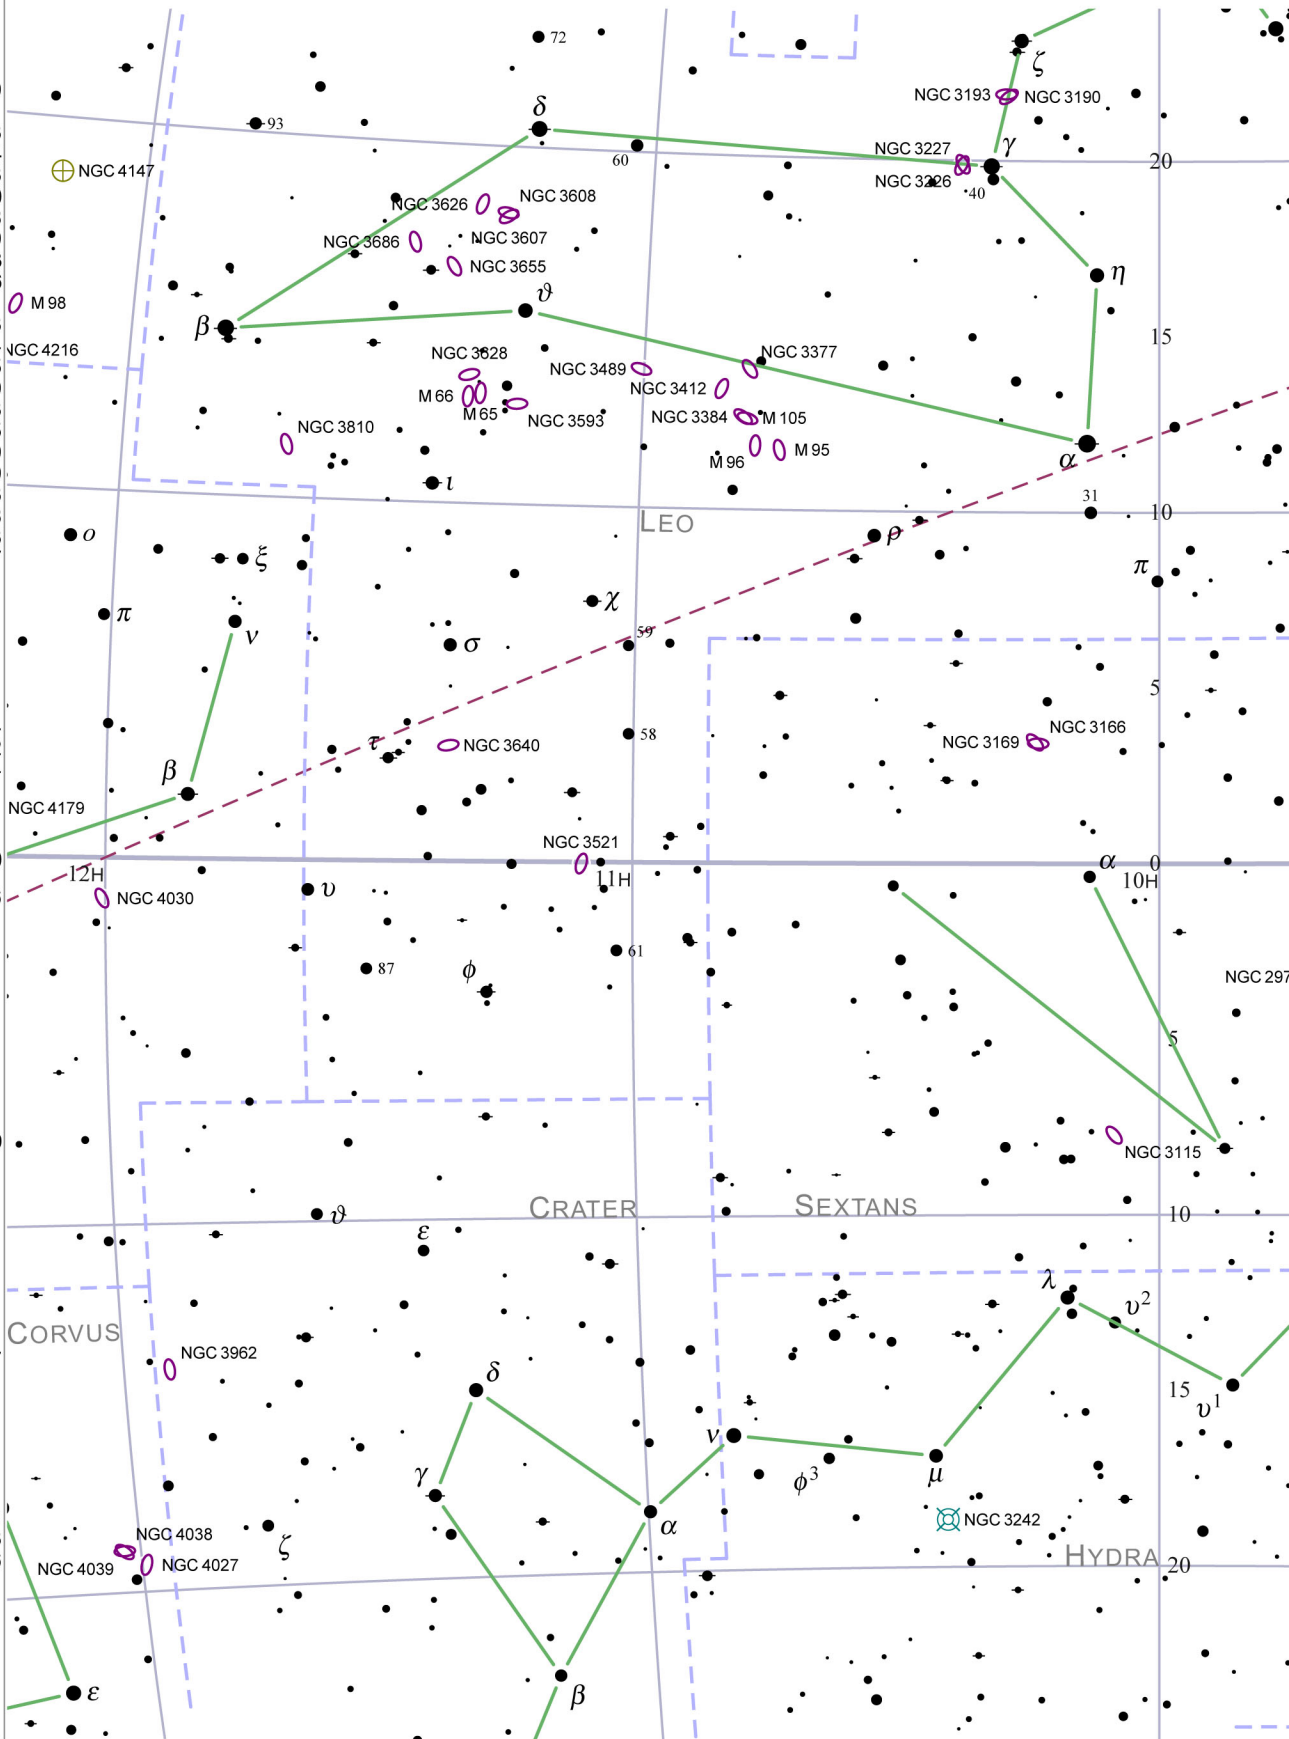 72
ζ
NGC 3193
NGC 3190
δ
93
60
NGC 3227
γ
20
NGC 4147
NGC 3226
40
NGC 3626
NGC 3608
NGC 3686
NGC 3607
NGC 3655
η
M 98
β
ϑ
15
NGC 4216
NGC 3628
NGC 3489
NGC 3377
M 66
M 65
NGC 3593
NGC 3412
NGC 3384
M 105
NGC 3810
M 96
M 95
α
ι
31
10
LEO
ο
ξ
ρ
π
π
ν
χ
σ
59
5
τ
NGC 3640
58
NGC 3169
NGC 3166
β
NGC 4179
NGC 3521
α
0
12H
11H
10H
NGC 4030
υ
61
87
ϕ
NGC 297
5
NGC 3115
CRATER
SEXTANS
ϑ
10
ε
λ
υ2
CORVUS
NGC 3962
δ
15
υ1
ν
γ
ϕ3
μ
α
NGC 3242
NGC 4038
ζ
NGC 4039
NGC 4027
HYDRA
20
ε
β